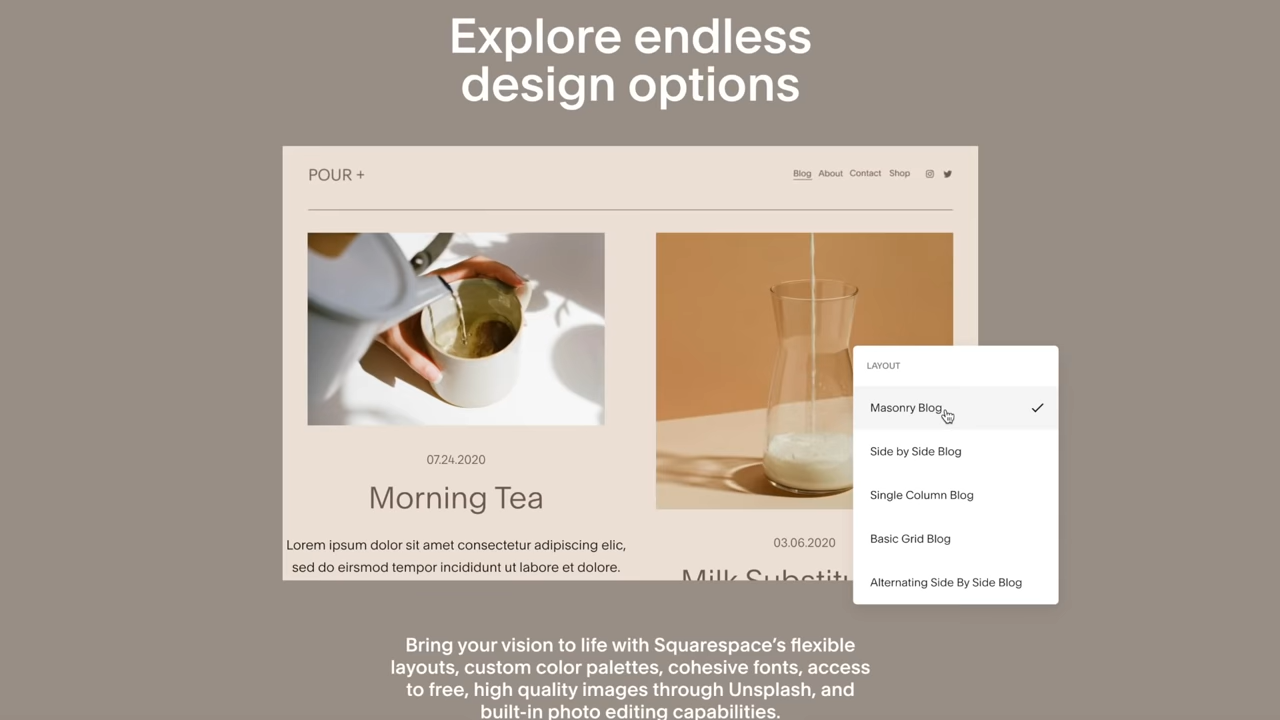 Explore endless
design options
POUR +
Blog About Contact Shop
LAYOUT
Masonry Blog
Side by Side Blog
Single Column Blog
Basic Grid Blog
Alternating Side By Side Blog
07.24.2020
Morning Tea
Lorem ipsum dolor sit amet consectetur adipiscing elic,
sed do eirsmod tempor incididunt ut labore et dolore.
03.06.2020
Milk
Bring your vision to life with Squarespace's flexible
layouts, custom color palettes, cohesive fonts, access
to free, high quality images through Unsplash, and
built-in photo editing capabilities.